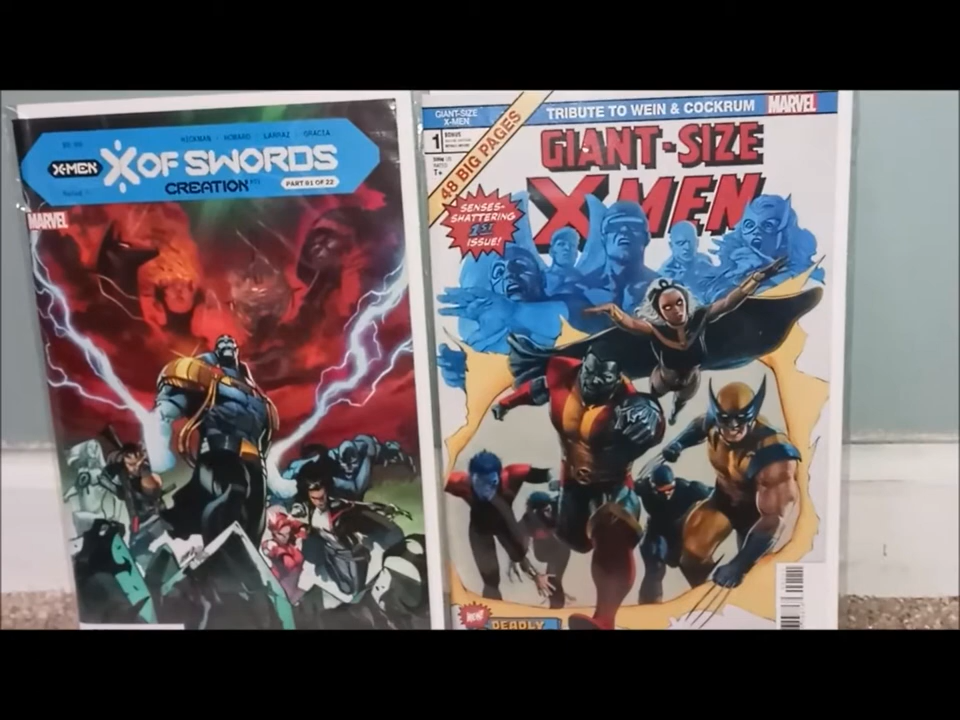 HICKMAN · HOWARD · LARRAZ · GRACIA
X-MEN
X OF SWORDS
CREATION
PART 01 OF 22
MARVEL
GIANT-SIZE
X-MEN
TRIBUTE TO WEIN & COCKRUM
MARVEL
1
48 BIG PAGES
GIANT-SIZE
X-MEN
SENSES-
SHATTERING
1ST
ISSUE!
NEW
DEADLY